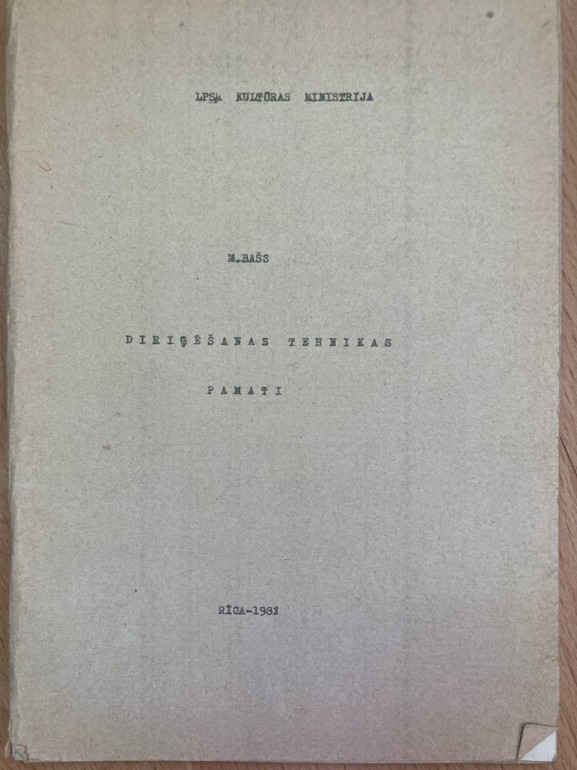 LPSR KULTŪRAS MINISTRIJA
M.BAŠS
DIRIĢĒŠANAS TEHNIKAS
PAMATI
RĪGA-1981